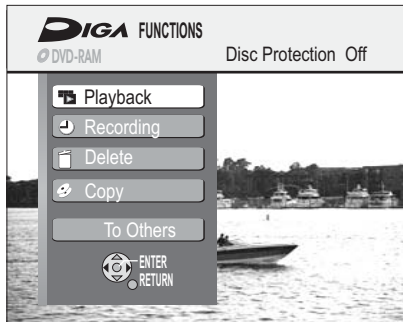 DIGA FUNCTIONS
DVD-RAM
Disc Protection Off
Playback
Recording
Delete
Copy
To Others
ENTER
RETURN